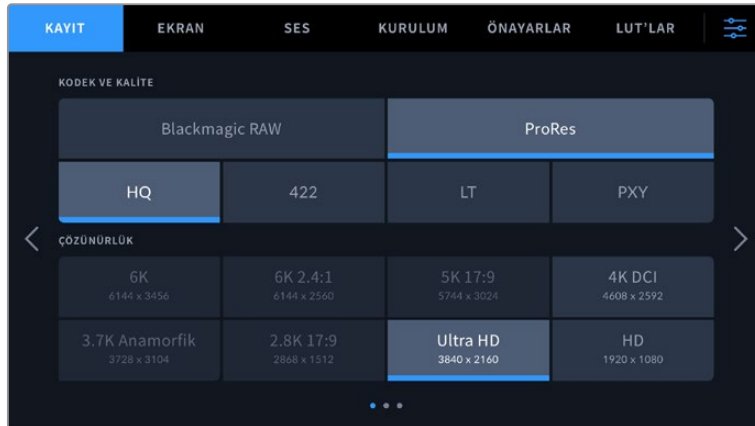 KAYIT EKRAN SES KURULUM ÖNAYARLAR LUT'LAR
KODEK VE KALİTE
Blackmagic RAW ProRes
HQ 422 LT PXY
ÇÖZÜNÜRLÜK
6K 6K 2.4:1 5K 17:9 4K DCI
6144 x 3456 6144 x 2560 5744 x 3024 4608 x 2592
3.7K Anamorfik 2.8K 17:9 Ultra HD HD
3728 x 3104 2868 x 1512 3840 x 2160 1920 x 1080